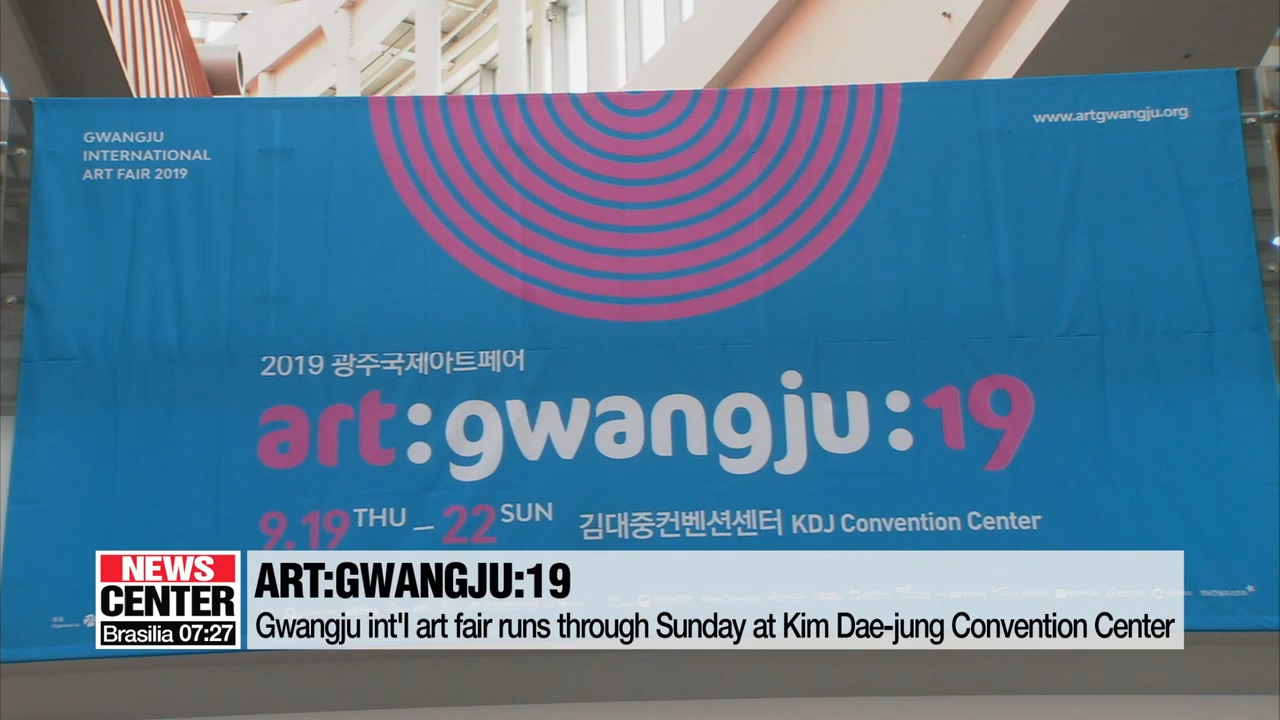 GWANGJU
INTERNATIONAL
ART FAIR 2019
www.artgwangju.org
2019 광주국제아트페어
art:gwangju:19
9.19 THU _ 22 SUN 김대중컨벤션센터 KDJ Convention Center
NEWS
CENTER
Brasilia 07:27
ART:GWANGJU:19
Gwangju int'l art fair runs through Sunday at Kim Dae-jung Convention Center